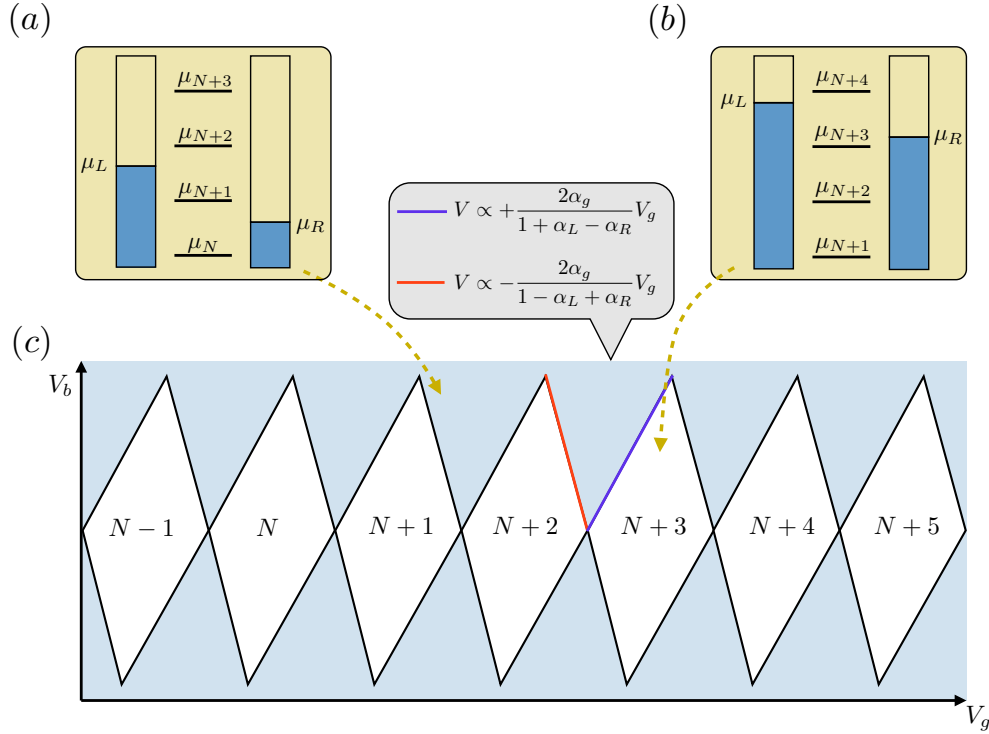 (a)
(b)
μ_{N+3}
μ_{N+2}
μ_L
μ_{N+1}
μ_R
μ_N
μ_{N+4}
μ_L
μ_{N+3}
μ_R
μ_{N+2}
μ_{N+1}
V ∝ +\frac{2α_g}{1 + α_L − α_R} V_g
V ∝ −\frac{2α_g}{1 − α_L + α_R} V_g
(c)
V_b
N − 1 N N + 1 N + 2 N + 3 N + 4 N + 5
V_g